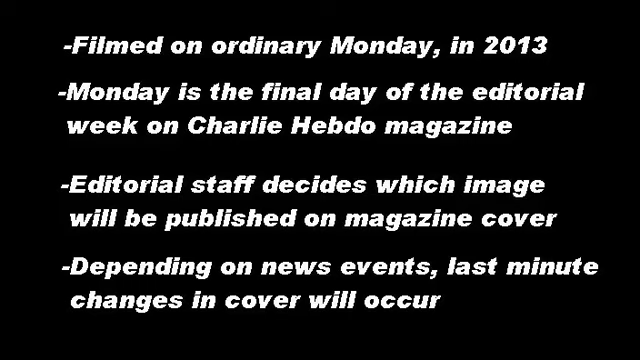 -Filmed on ordinary Monday, in 2013
-Monday is the final day of the editorial
week on Charlie Hebdo magazine
-Editorial staff decides which image
will be published on magazine cover
-Depending on news events, last minute
changes in cover will occur